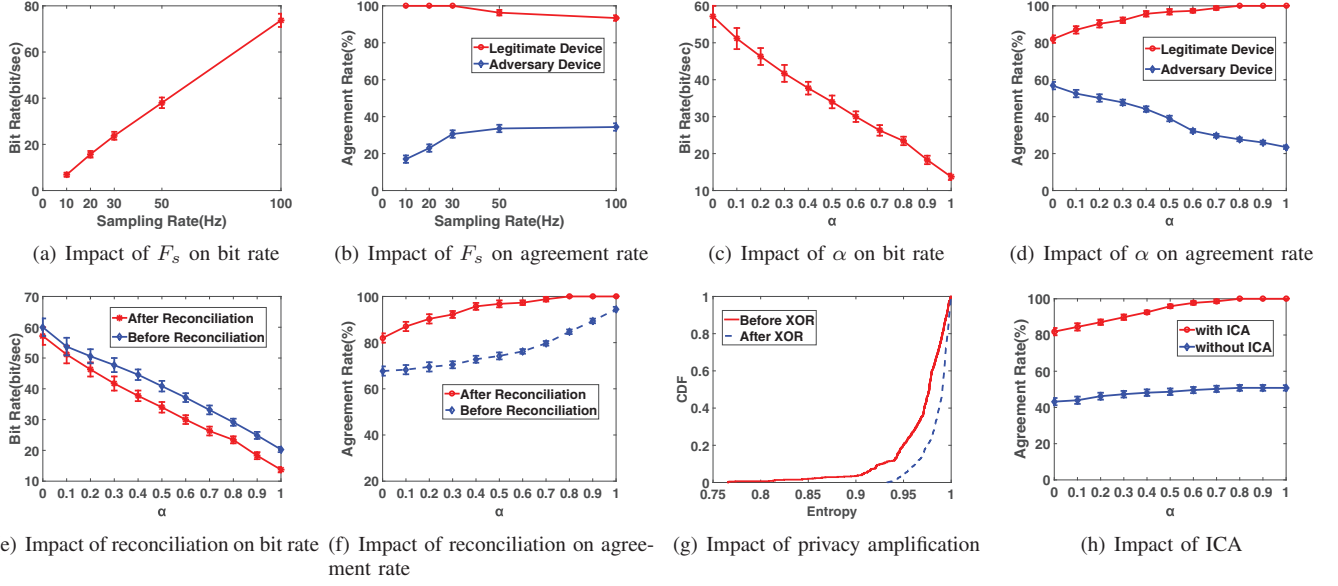 80
60
40
20
0
Bit Rate(bit/sec)
0 10 20 30 50 100
Sampling Rate(Hz)
(a) Impact of Fs on bit rate
100
80
60
40
20
0
Agreement Rate(%)
Legitimate Device
Adversary Device
0 10 20 30 50 100
Sampling Rate(Hz)
(b) Impact of Fs on agreement rate
60
50
40
30
20
10
Bit Rate(bit/sec)
0 0.1 0.2 0.3 0.4 0.5 0.6 0.7 0.8 0.9 1
α
(c) Impact of α on bit rate
100
80
60
40
20
0
Agreement Rate(%)
Legitimate Device
Adversary Device
0 0.1 0.2 0.3 0.4 0.5 0.6 0.7 0.8 0.9 1
α
(d) Impact of α on agreement rate
70
60
50
40
30
20
10
Bit Rate(bit/sec)
After Reconciliation
Before Reconciliation
0 0.1 0.2 0.3 0.4 0.5 0.6 0.7 0.8 0.9 1
α
e) Impact of reconciliation on bit rate
100
80
60
40
20
Agreement Rate(%)
After Reconciliation
Before Reconciliation
0 0.1 0.2 0.3 0.4 0.5 0.6 0.7 0.8 0.9 1
α
(f) Impact of reconciliation on agree-
ment rate
1
0.8
0.6
0.4
0.2
0
CDF
Before XOR
After XOR
0.75 0.8 0.85 0.9 0.95 1
Entropy
(g) Impact of privacy amplification
100
80
60
40
20
0
Agreement Rate(%)
with ICA
without ICA
0 0.1 0.2 0.3 0.4 0.5 0.6 0.7 0.8 0.9 1
α
(h) Impact of ICA